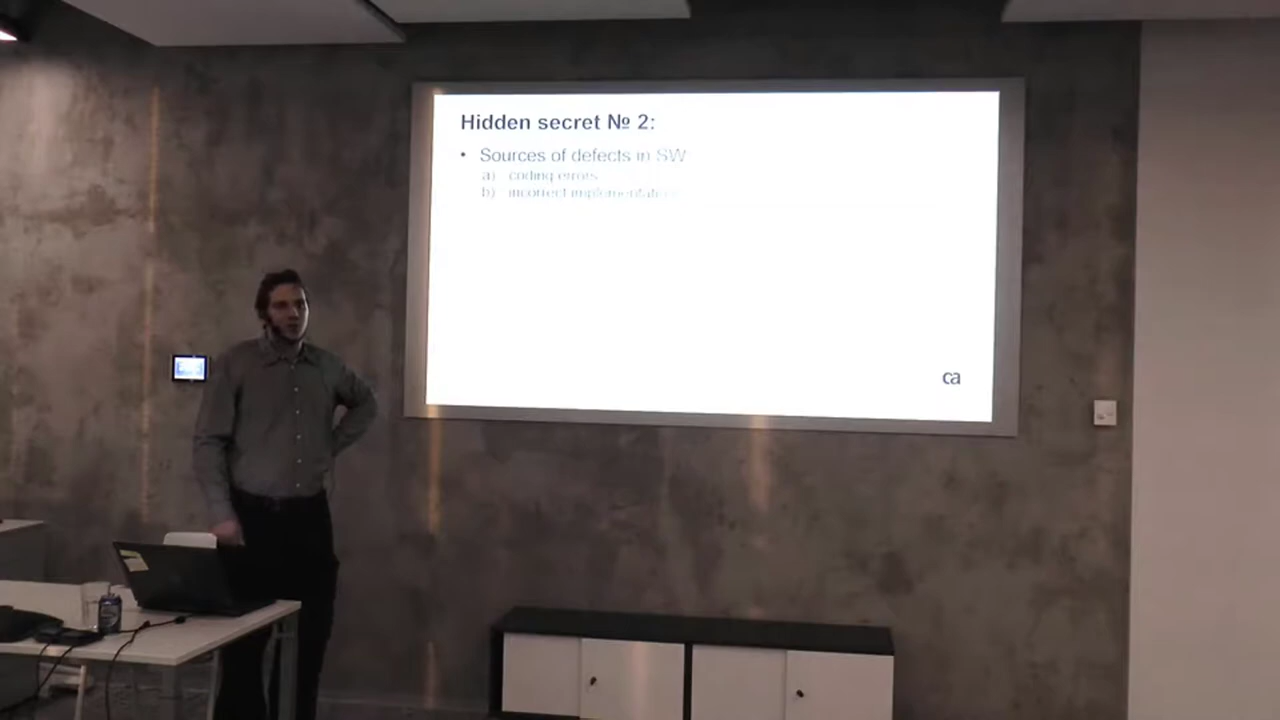 Hidden secret № 2:
• Sources of defects in SW:
a) coding errors
b) incorrect implementation
ca